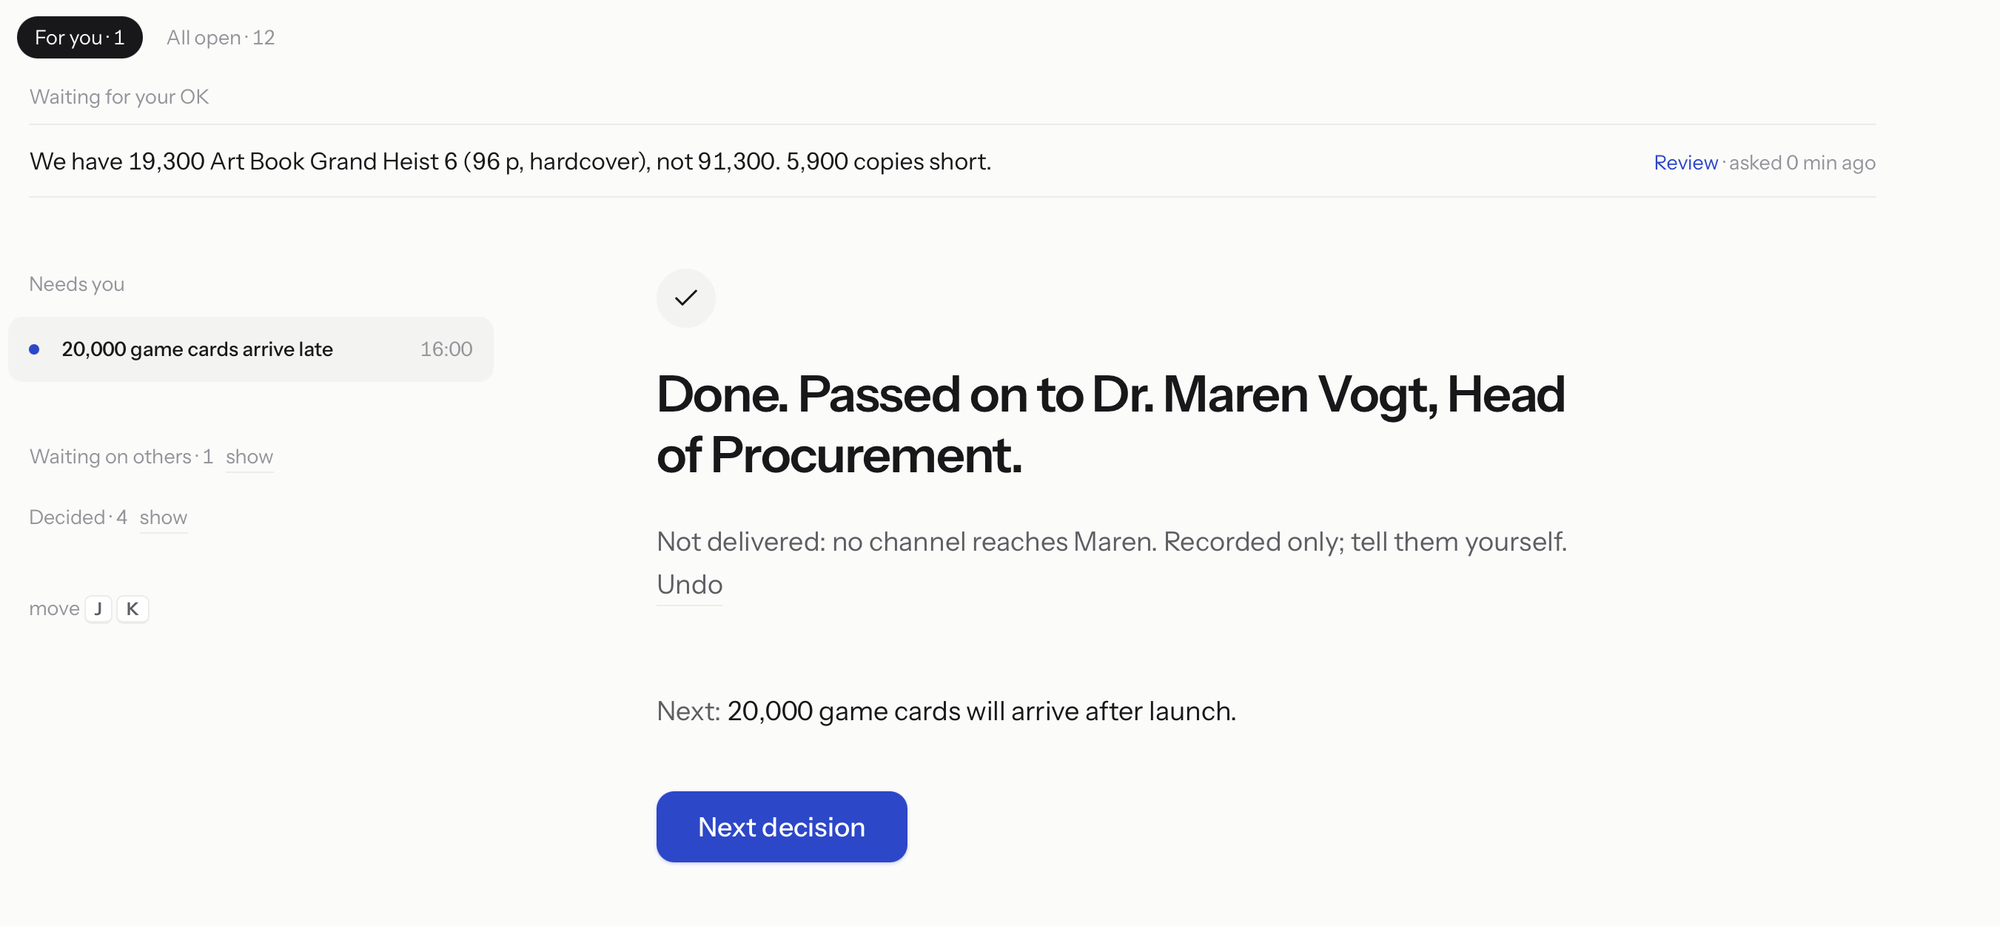 For you · 1
All open · 12
Waiting for your OK
We have 19,300 Art Book Grand Heist 6 (96 p, hardcover), not 91,300. 5,900 copies short.
Review · asked 0 min ago
Needs you
20,000 game cards arrive late 16:00
Waiting on others · 1 show
Decided · 4 show
move J K
Done. Passed on to Dr. Maren Vogt, Head
of Procurement.
Not delivered: no channel reaches Maren. Recorded only; tell them yourself.
Undo
Next: 20,000 game cards will arrive after launch.
Next decision